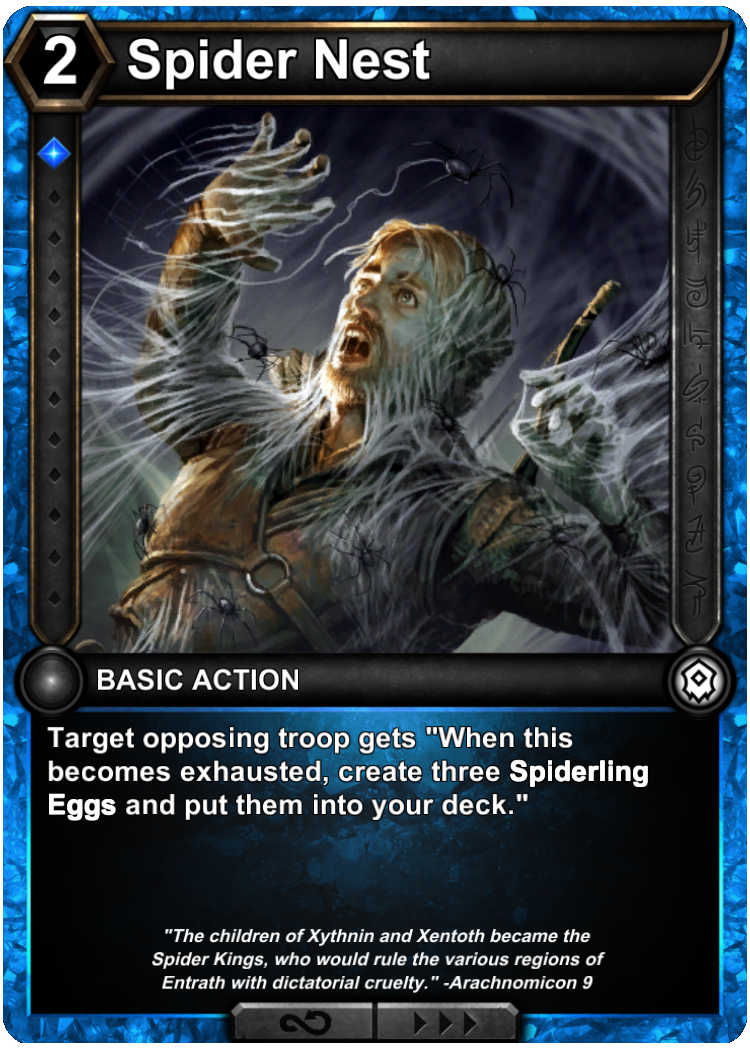 2 Spider Nest
BASIC ACTION
Target opposing troop gets "When this
becomes exhausted, create three Spiderling
Eggs and put them into your deck."
"The children of Xythnin and Xentoth became the
Spider Kings, who would rule the various regions of
Entrath with dictatorial cruelty." -Arachnomicon 9